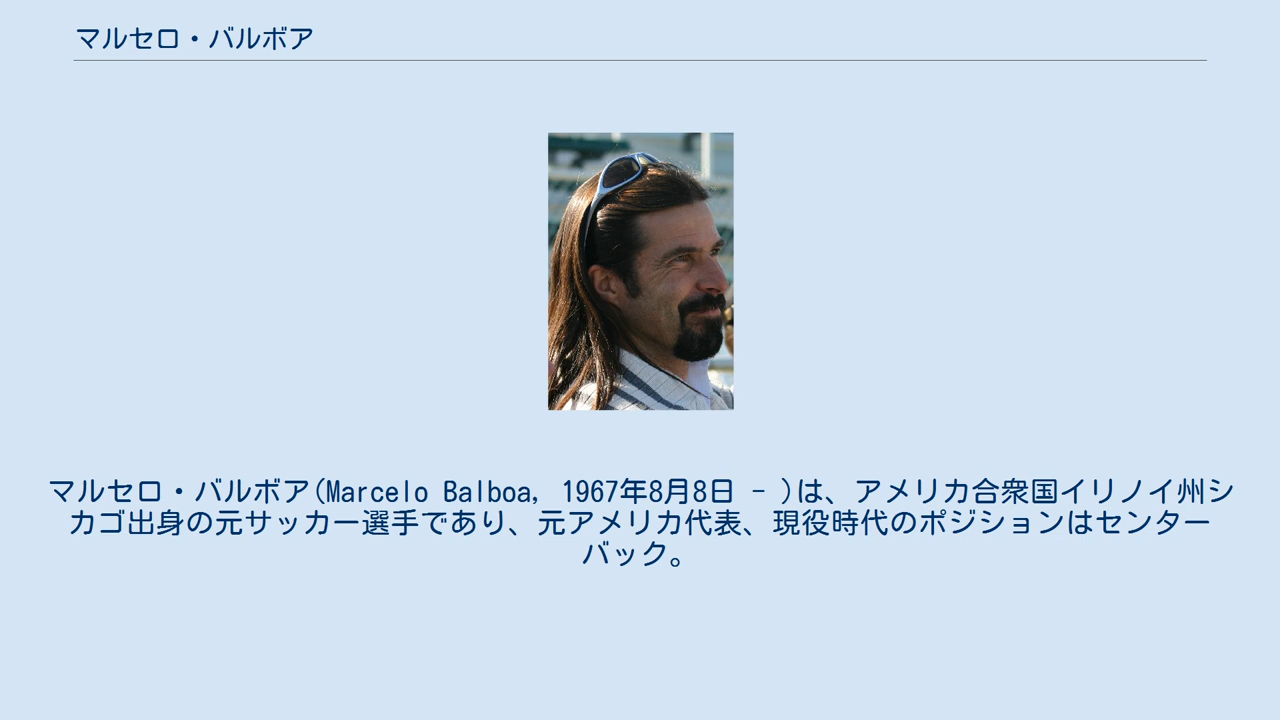 マルセロ・バルボア
マルセロ・バルボア(Marcelo Balboa, 1967年8月8日 - )は、アメリカ合衆国イリノイ州シ
カゴ出身の元サッカー選手であり、元アメリカ代表、現役時代のポジションはセンター
バック。